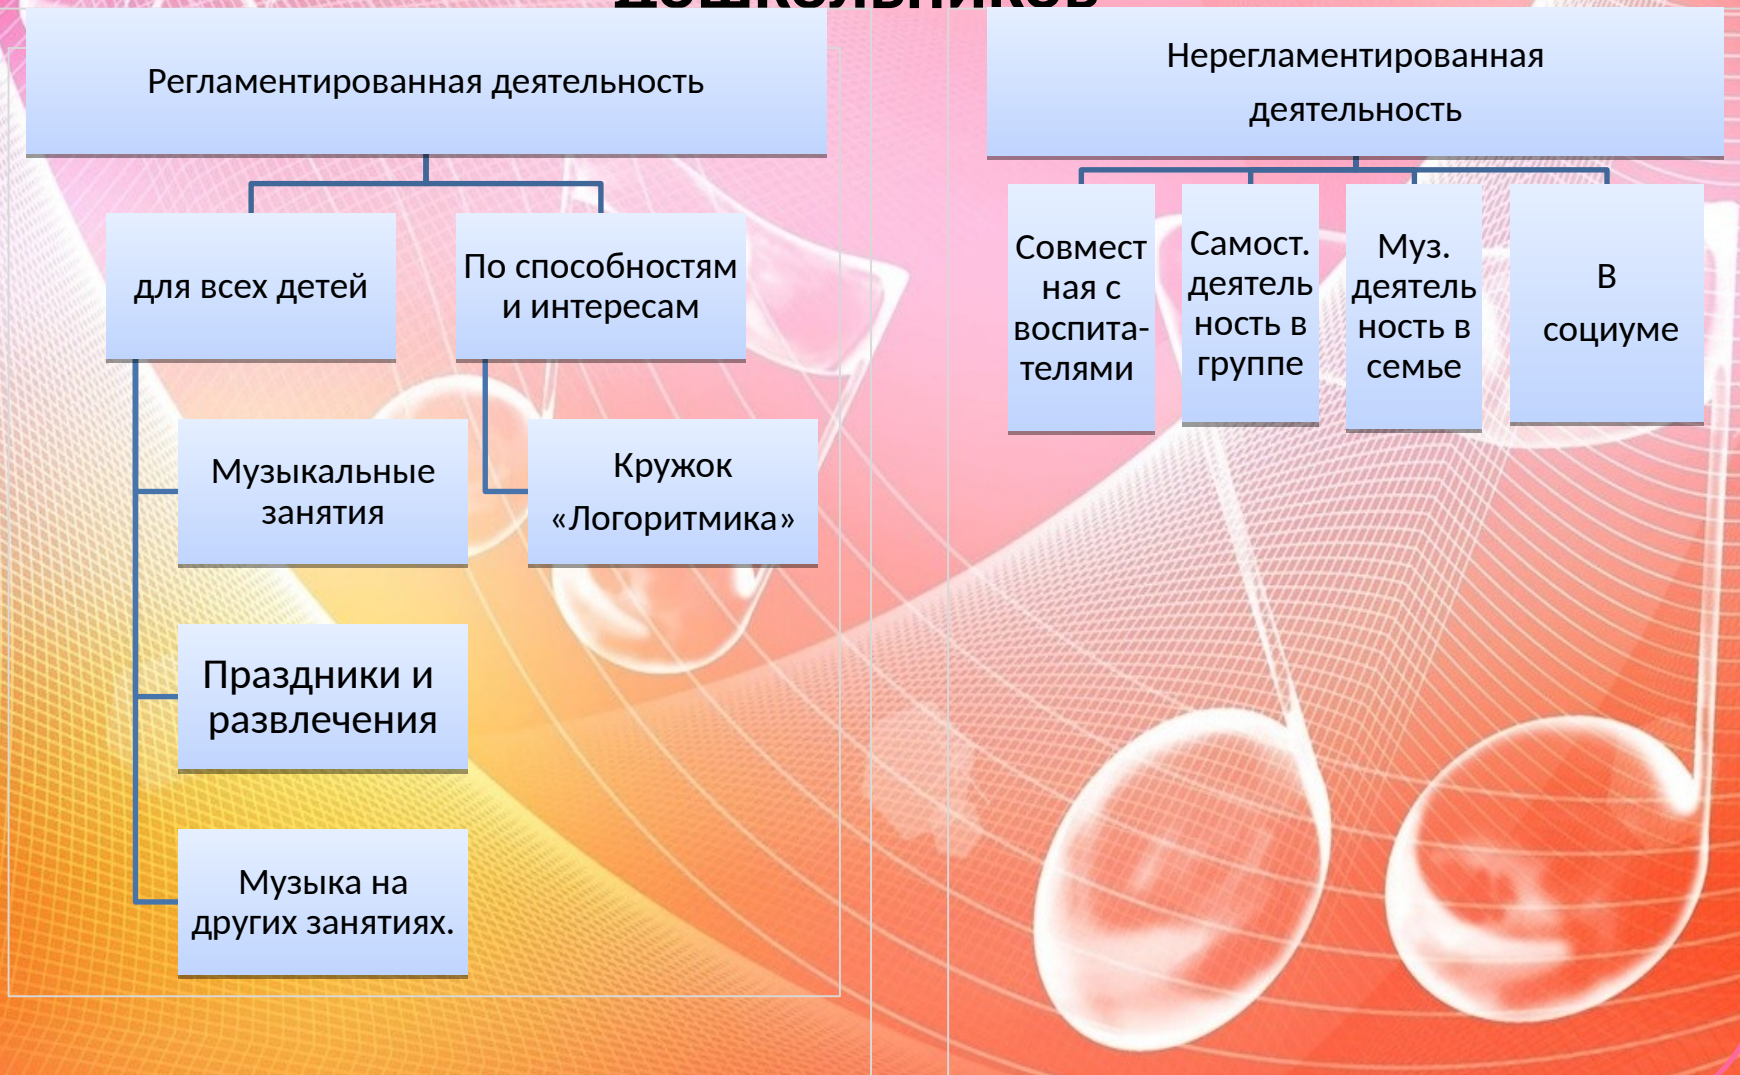 дошкольников
Регламентированная деятельность
для всех детей
По способностям
и интересам
Музыкальные
занятия
Кружок
«Логоритмика»
Праздники и
развлечения
Музыка на
других занятиях.
Нерегламентированная
деятельность
Совмест
ная с
воспита-
телями
Самост.
деятель
ность в
группе
Муз.
деятель
ность в
семье
В
социуме